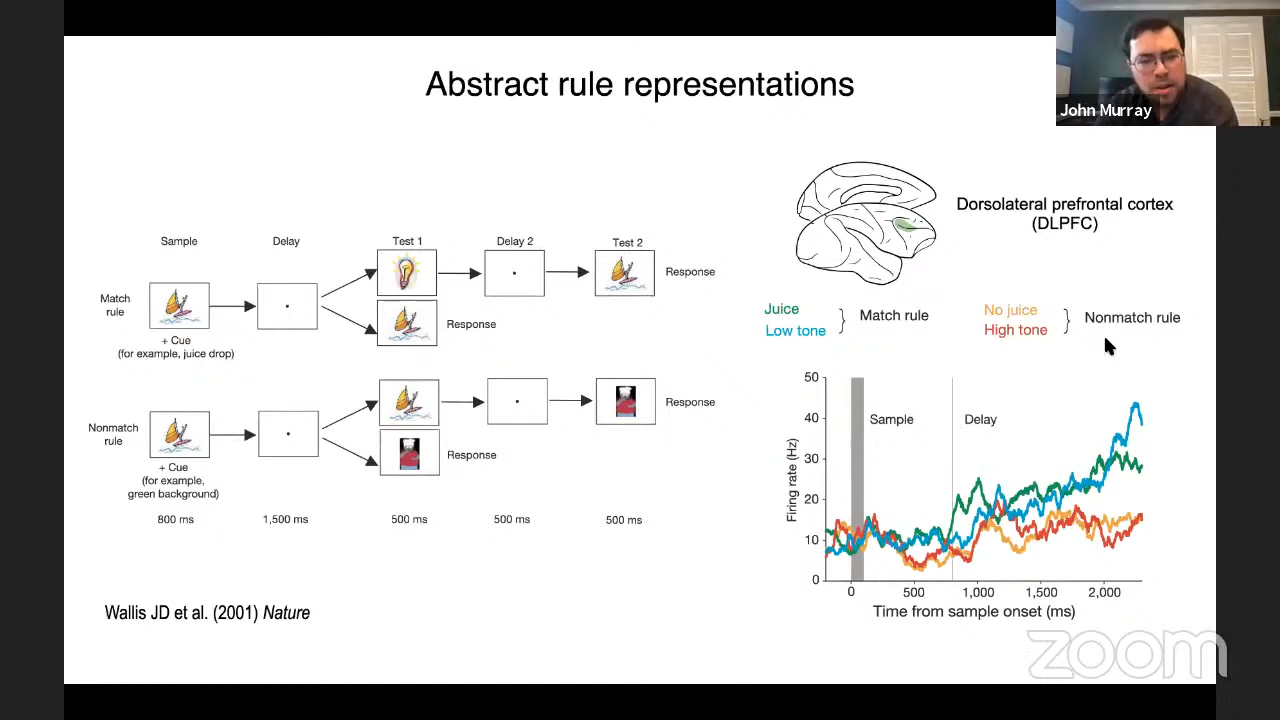 Abstract rule representations
John Murray
Sample
Delay
Test 1
Delay 2
Test 2
Match
rule
+ Cue
(for example, juice drop)
Response
Response
Nonmatch
rule
+ Cue
(for example,
green background)
Response
Response
800 ms
1,500 ms
500 ms
500 ms
500 ms
Wallis JD et al. (2001) Nature
Dorsolateral prefrontal cortex
(DLPFC)
Juice
Low tone
Match rule
No juice
High tone
Nonmatch rule
50
40
30
20
10
0
Firing rate (Hz)
Sample
Delay
0
500
1,000
1,500
2,000
Time from sample onset (ms)
zoom